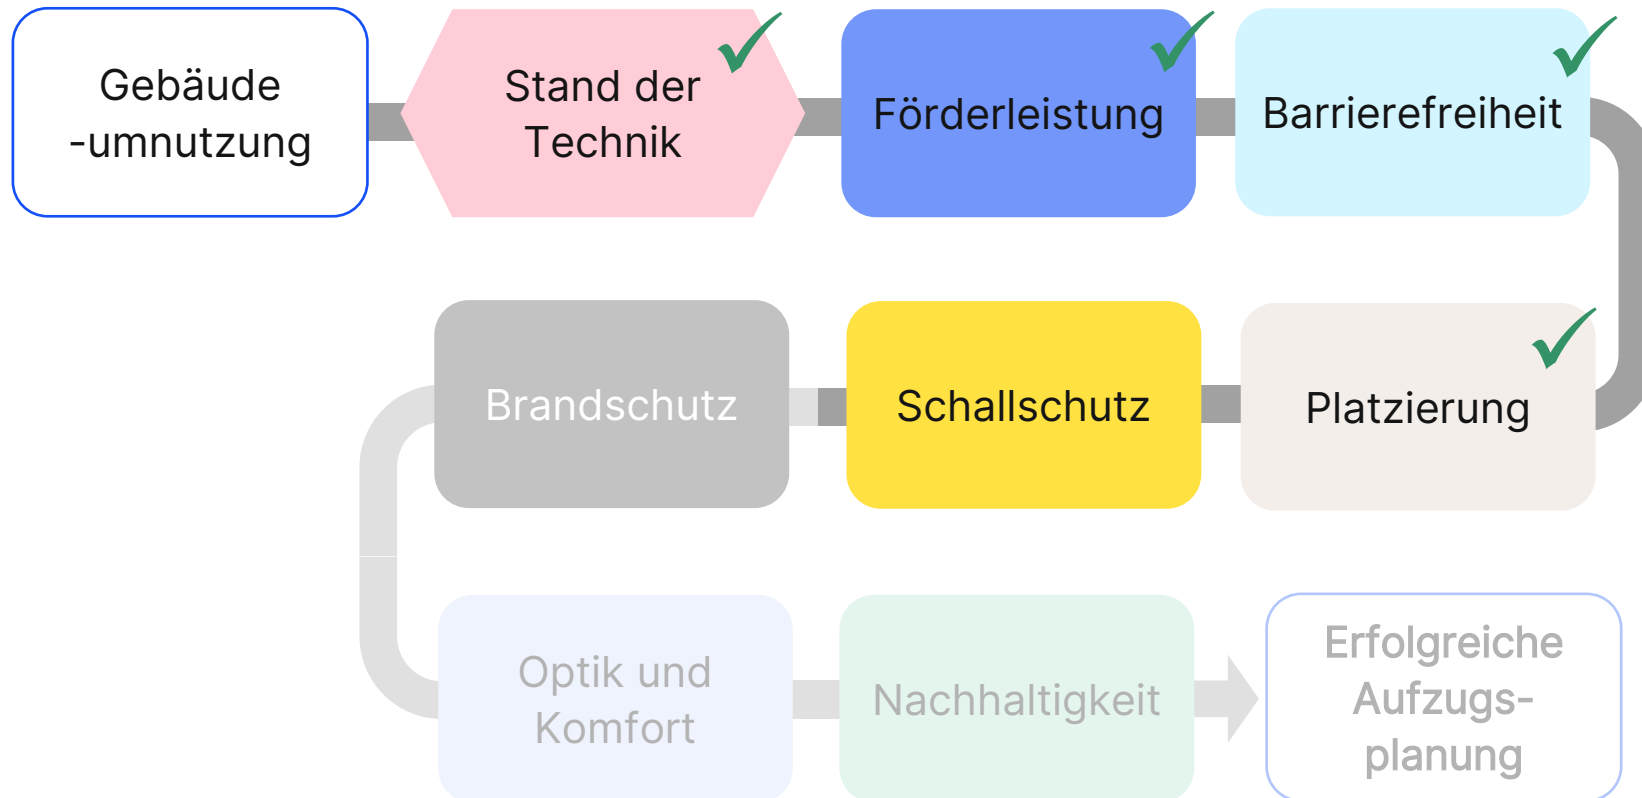 Gebäude
-umnutzung
Stand der
Technik
Förderleistung
Barrierefreiheit
Platzierung
Schallschutz
Brandschutz
Optik und
Komfort
Nachhaltigkeit
Erfolgreiche
Aufzugs-
planung